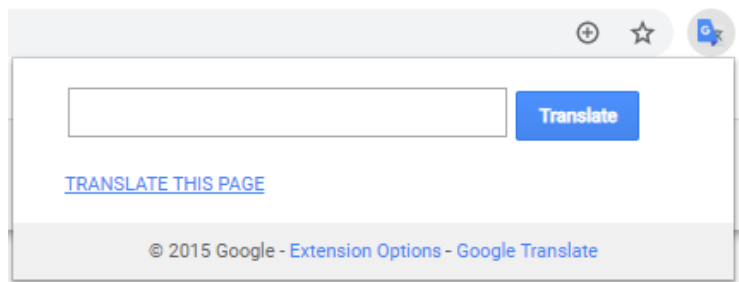 Translate
TRANSLATE THIS PAGE
© 2015 Google - Extension Options - Google Translate